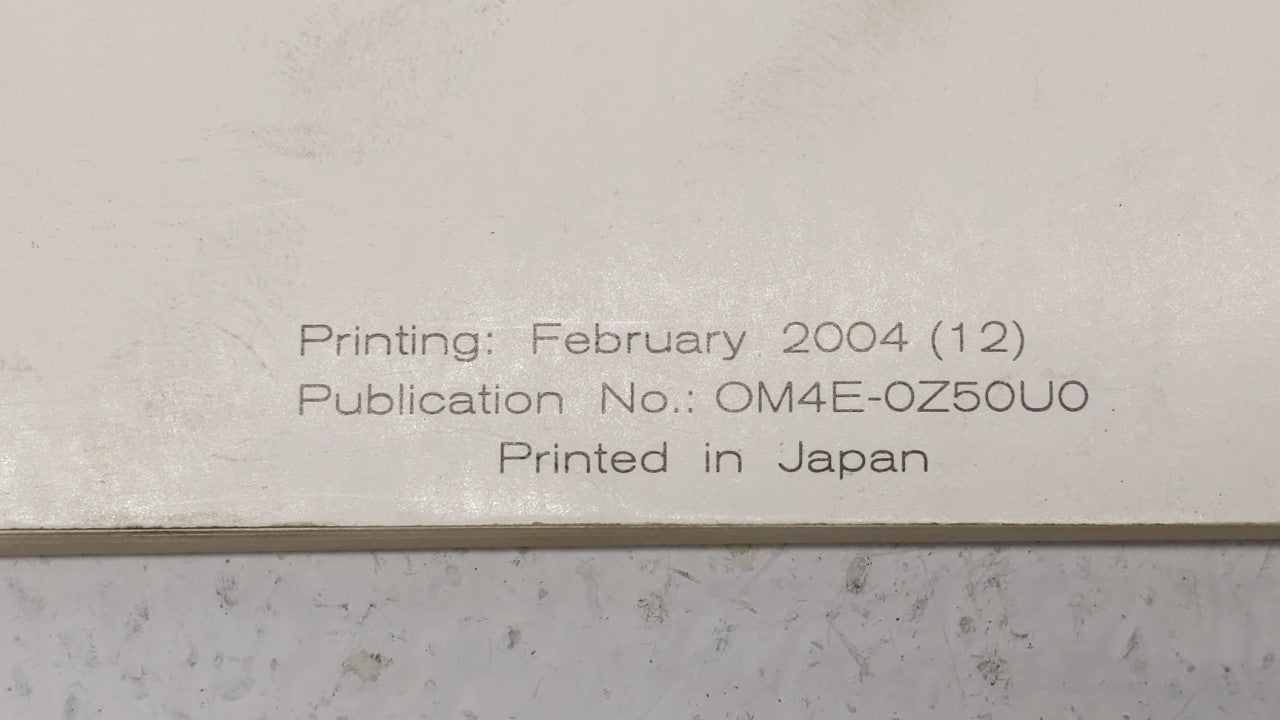 Printing: February 2004 (12)
Publication No.: OM4E-0Z50U0
Printed in Japan